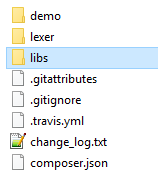 demo
lexer
libs
.gitattributes
.gitignore
.travis.yml
change_log.txt
composer.json